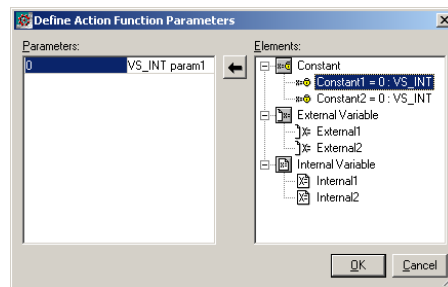 Define Action Function Parameters
Parameters:
0 VS_INT param1
Elements:
Constant
Constant1 = 0 : VS_INT
Constant2 = 0 : VS_INT
External Variable
External1
External2
Internal Variable
Internal1
Internal2
OK
Cancel